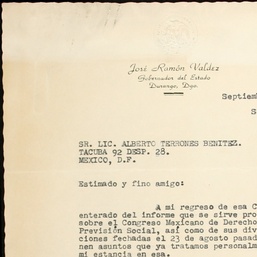 José Ramón Valdez
Gobernador del Estado
Durango, Dgo.
Septiem
S
SR. LIC. ALBERTO TERRONES BENITEZ.
TACUBA 92 DESP. 28.
MEXICO, D.F.
Estimado y fino amigo:
A mi regreso de esa C
enterado del informe que se sirve pro
sobre el Congreso Mexicano de Derecho
Previsión Social, así como de sus div
ciones fechadas el 23 de agosto pasad
nen asuntos que ya tratamos personalm
mi estancia en esa.